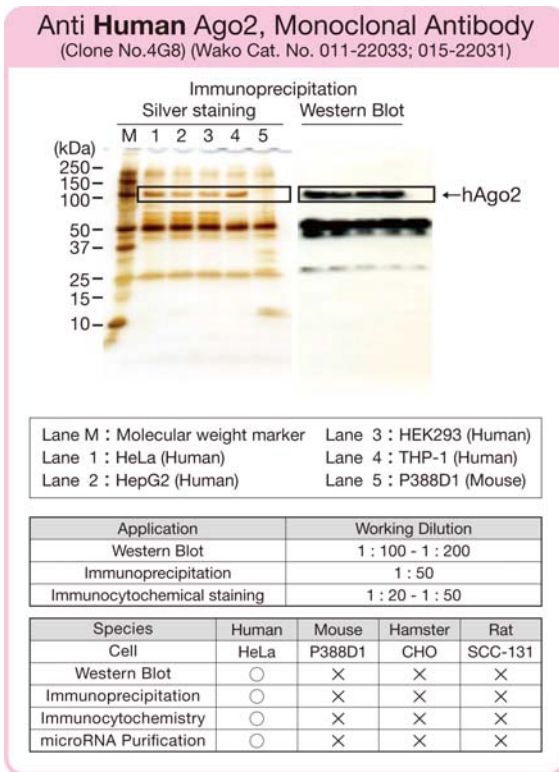 Anti Human Ago2, Monoclonal Antibody
(Clone No.4G8) (Wako Cat. No. 011-22033; 015-22031)
Immunoprecipitation
Silver staining Western Blot
M 1 2 3 4 5
(kDa)
250
150
100
←hAgo2
50
37
25
15
10
Lane M : Molecular weight marker Lane 3 : HEK293 (Human)
Lane 1 : HeLa (Human) Lane 4 : THP-1 (Human)
Lane 2 : HepG2 (Human) Lane 5 : P388D1 (Mouse)
Application Working Dilution
Western Blot 1 : 100 - 1 : 200
Immunoprecipitation 1 : 50
Immunocytochemical staining 1 : 20 - 1 : 50
Species Human Mouse Hamster Rat
Cell HeLa P388D1 CHO SCC-131
Western Blot ○ × × ×
Immunoprecipitation ○ × × ×
Immunocytochemistry ○ × × ×
microRNA Purification ○ × × ×